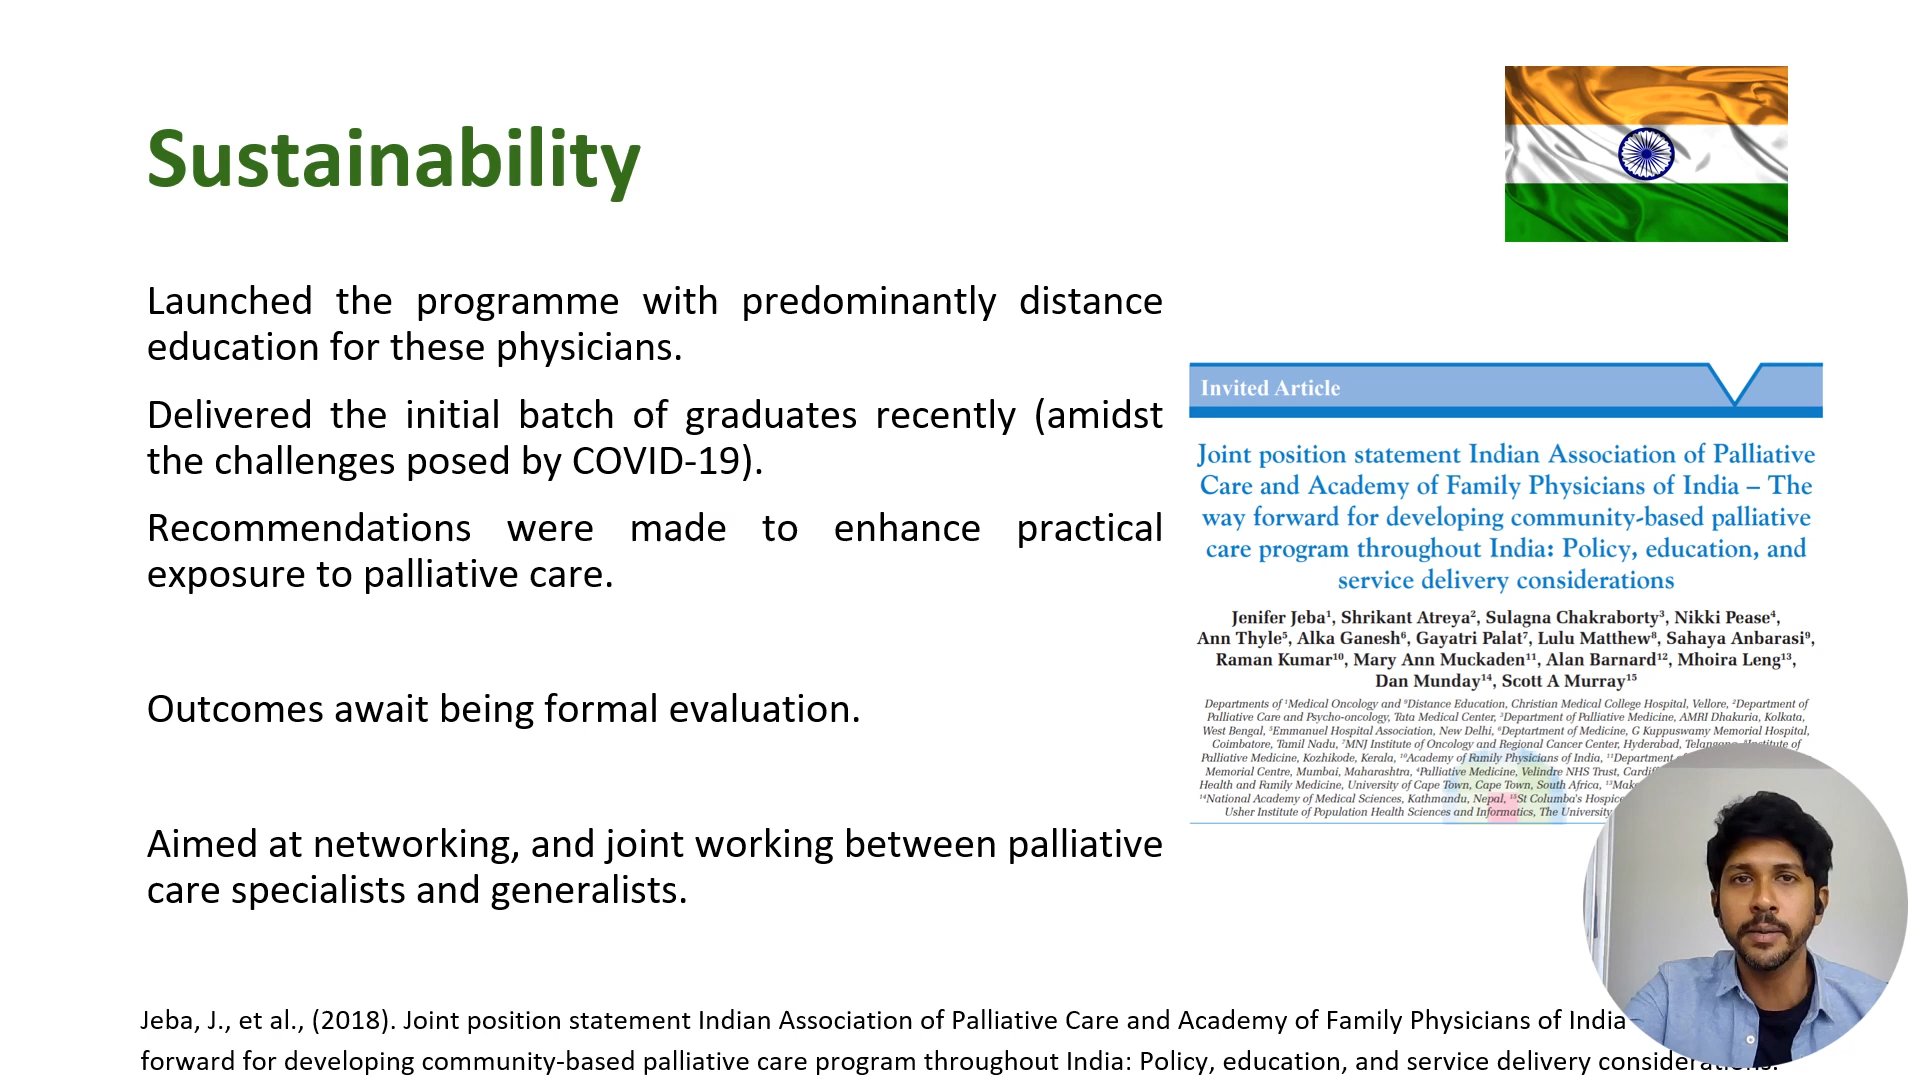 Sustainability
Launched the programme with predominantly distance
education for these physicians.
Delivered the initial batch of graduates recently (amidst
the challenges posed by COVID-19).
Recommendations were made to enhance practical
exposure to palliative care.
Outcomes await being formal evaluation.
Aimed at networking, and joint working between palliative
care specialists and generalists.
Invited Article
Joint position statement Indian Association of Palliative
Care and Academy of Family Physicians of India – The
way forward for developing community-based palliative
care program throughout India: Policy, education, and
service delivery considerations
Jenifer Jeba¹, Shrikant Atreya², Sulagna Chakraborty³, Nikki Pease⁴,
Ann Thyle⁵, Alka Ganesh⁶, Gayatri Palat⁷, Lulu Matthew⁸, Sahaya Anbarasi⁹,
Raman Kumar¹⁰, Mary Ann Muckaden¹¹, Alan Barnard¹², Mhoira Leng¹³,
Dan Munday¹⁴, Scott A Murray¹⁵
Departments of ¹Medical Oncology and ⁹Distance Education, Christian Medical College Hospital, Vellore, ²Department of
Palliative Care and Psycho-oncology, Tata Medical Center, ³Department of Palliative Medicine, AMRI Dhakuria, Kolkata,
West Bengal, ⁵Emmanuel Hospital Association, New Delhi, ⁶Deptartment of Medicine, G Kuppuswamy Memorial Hospital,
Coimbatore, Tamil Nadu, ⁷MNJ Institute of Oncology and Regional Cancer Center, Hyderabad, Telangana, ⁸Institute of
Palliative Medicine, Kozhikode, Kerala, ¹⁰Academy of Family Physicians of India, ¹¹Department
Memorial Centre, Mumbai, Maharashtra, ⁴Palliative Medicine, Velindre NHS Trust,
Health and Family Medicine, University of Cape Town, Cape Town, South Africa,
¹⁴National Academy of Medical Sciences, Kathmandu, Nepal, ¹⁵St Columba's
Usher Institute of Population Health Sciences and Informatics, The University
Jeba, J., et al., (2018). Joint position statement Indian Association of Palliative Care and Academy of Family Physicians of India
forward for developing community-based palliative care program throughout India: Policy, education, and service delivery considerations.